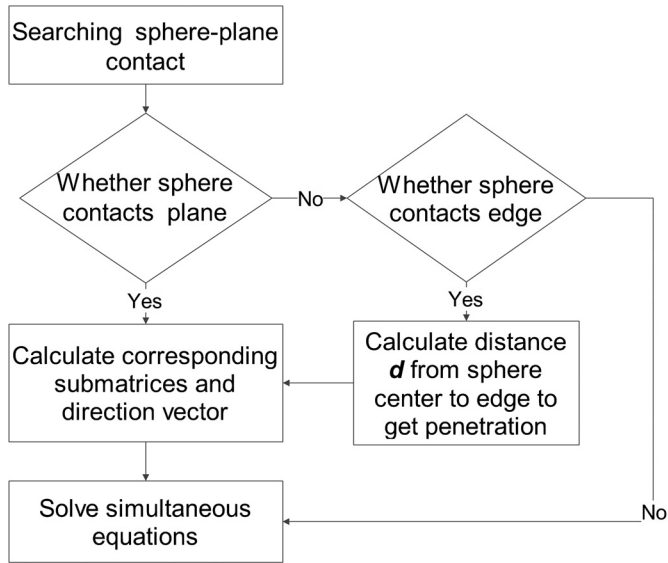 Searching sphere-plane
contact
Whether sphere
contacts plane
No
Whether sphere
contacts edge
Yes
Yes
Calculate corresponding
submatrices and
direction vector
Calculate distance
d from sphere
center to edge to
get penetration
Solve simultaneous
equations
No